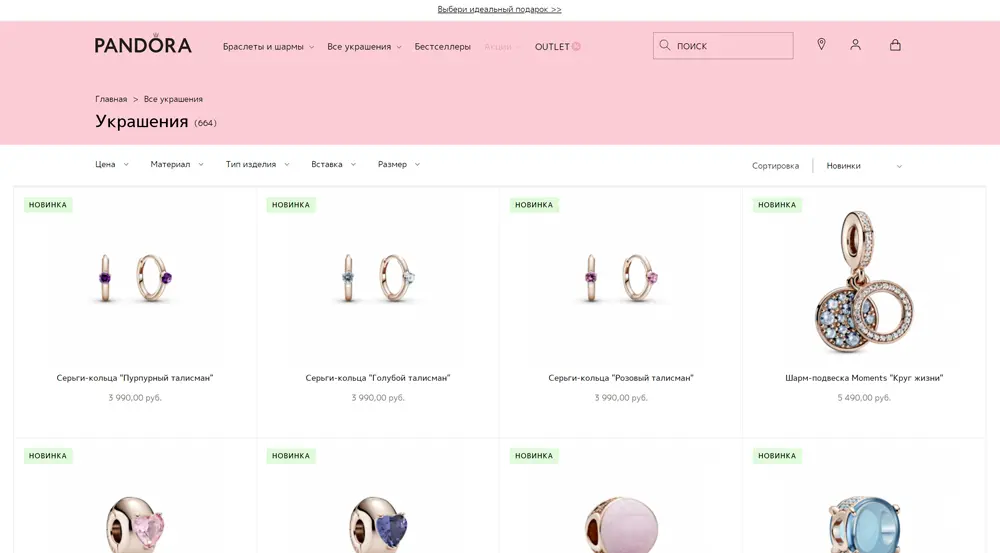 Выбери идеальный подарок >>
PANDORA
Браслеты и шармы
Все украшения
Бестселлеры
Акции
OUTLET
ПОИСК
Главная > Все украшения
Украшения (664)
Цена
Материал
Тип изделия
Вставка
Размер
Сортировка
Новинки
НОВИНКА
НОВИНКА
НОВИНКА
НОВИНКА
Серьги-кольца "Пурпурный талисман"
3 990,00 руб.
Серьги-кольца "Голубой талисман"
3 990,00 руб.
Серьги-кольца "Розовый талисман"
3 990,00 руб.
Шарм-подвеска Moments "Круг жизни"
5 490,00 руб.
НОВИНКА
НОВИНКА
НОВИНКА
НОВИНКА